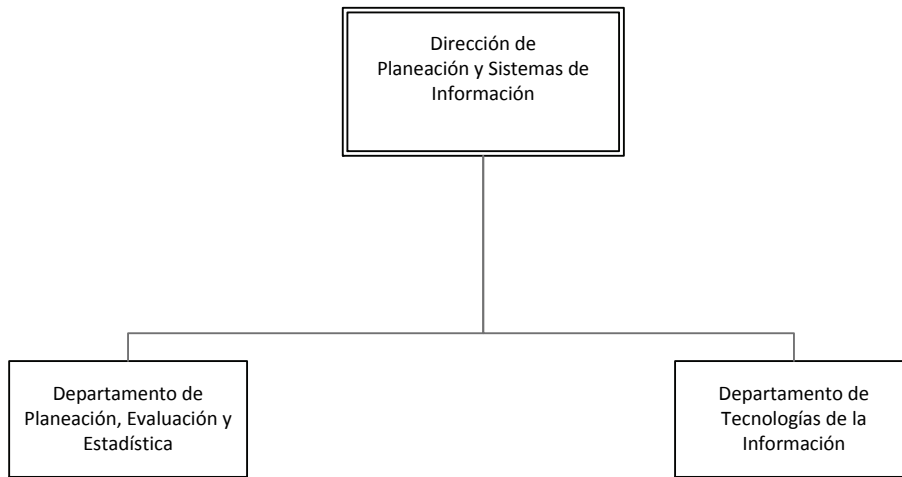 Dirección de
Planeación y Sistemas de
Información
Departamento de
Planeación, Evaluación y
Estadística
Departamento de
Tecnologías de la
Información